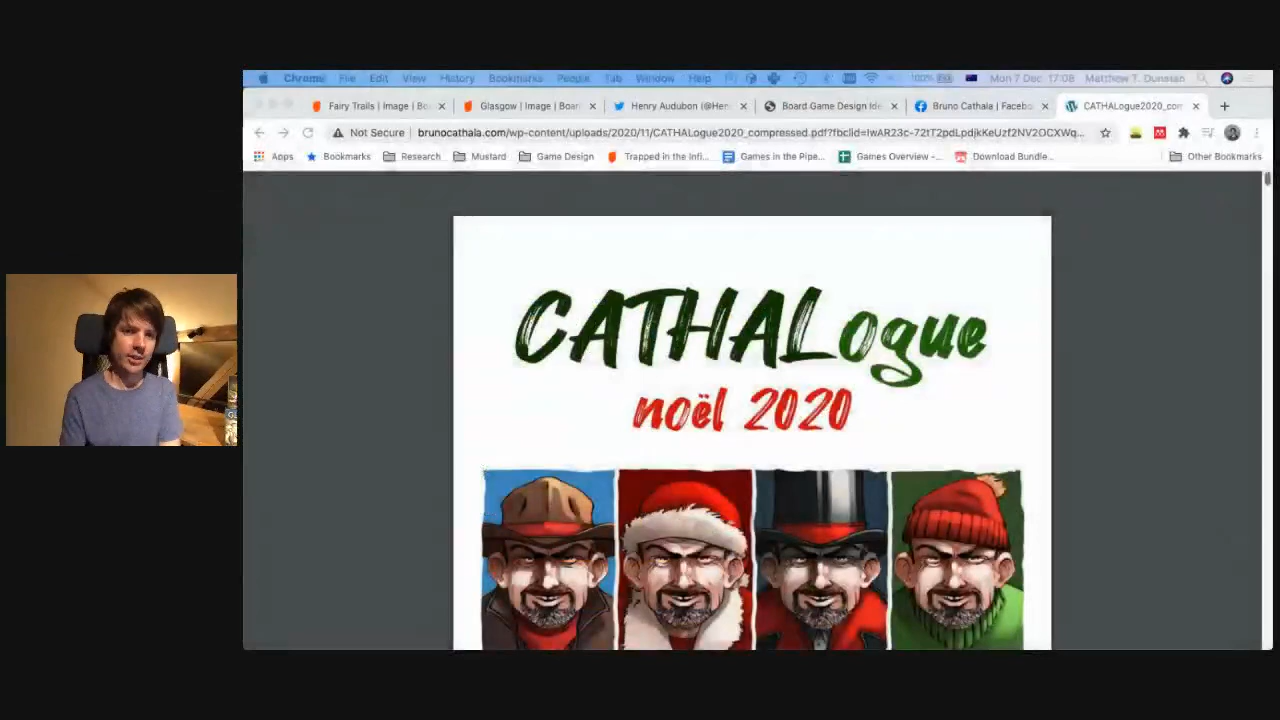 Chrome File Edit View History Bookmarks People Tab Window Help 100% Mon 7 Dec 17:08 Matthew T. Dunstan
Fairy Trails | Image | Bo Glasgow | Image | Boar Henry Audubon (@Hen Board Game Design Ide Bruno Cathala | Facebo CATHALogue2020_com
Not Secure brunocathala.com/wp-content/uploads/2020/11/CATHALogue2020_compressed.pdf?fbclid=IwAR23c-72tT2pdLpdjkKeUzf2NV2OCXWq...
Apps Bookmarks Research Mustard Game Design Trapped in the Infi... Games in the Pipe... Games Overview -... Download Bundle... Other Bookmarks
CATHALogue
noël 2020